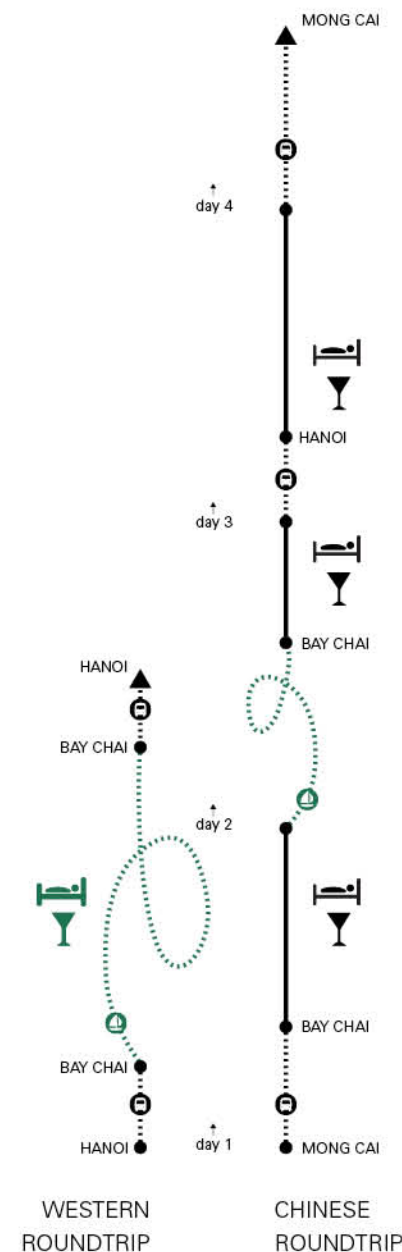 MONG CAI
day 4
HANOI
day 3
BAY CHAI
HANOI
BAY CHAI
day 2
BAY CHAI
BAY CHAI
HANOI
day 1
MONG CAI
WESTERN
ROUNDTRIP
CHINESE
ROUNDTRIP